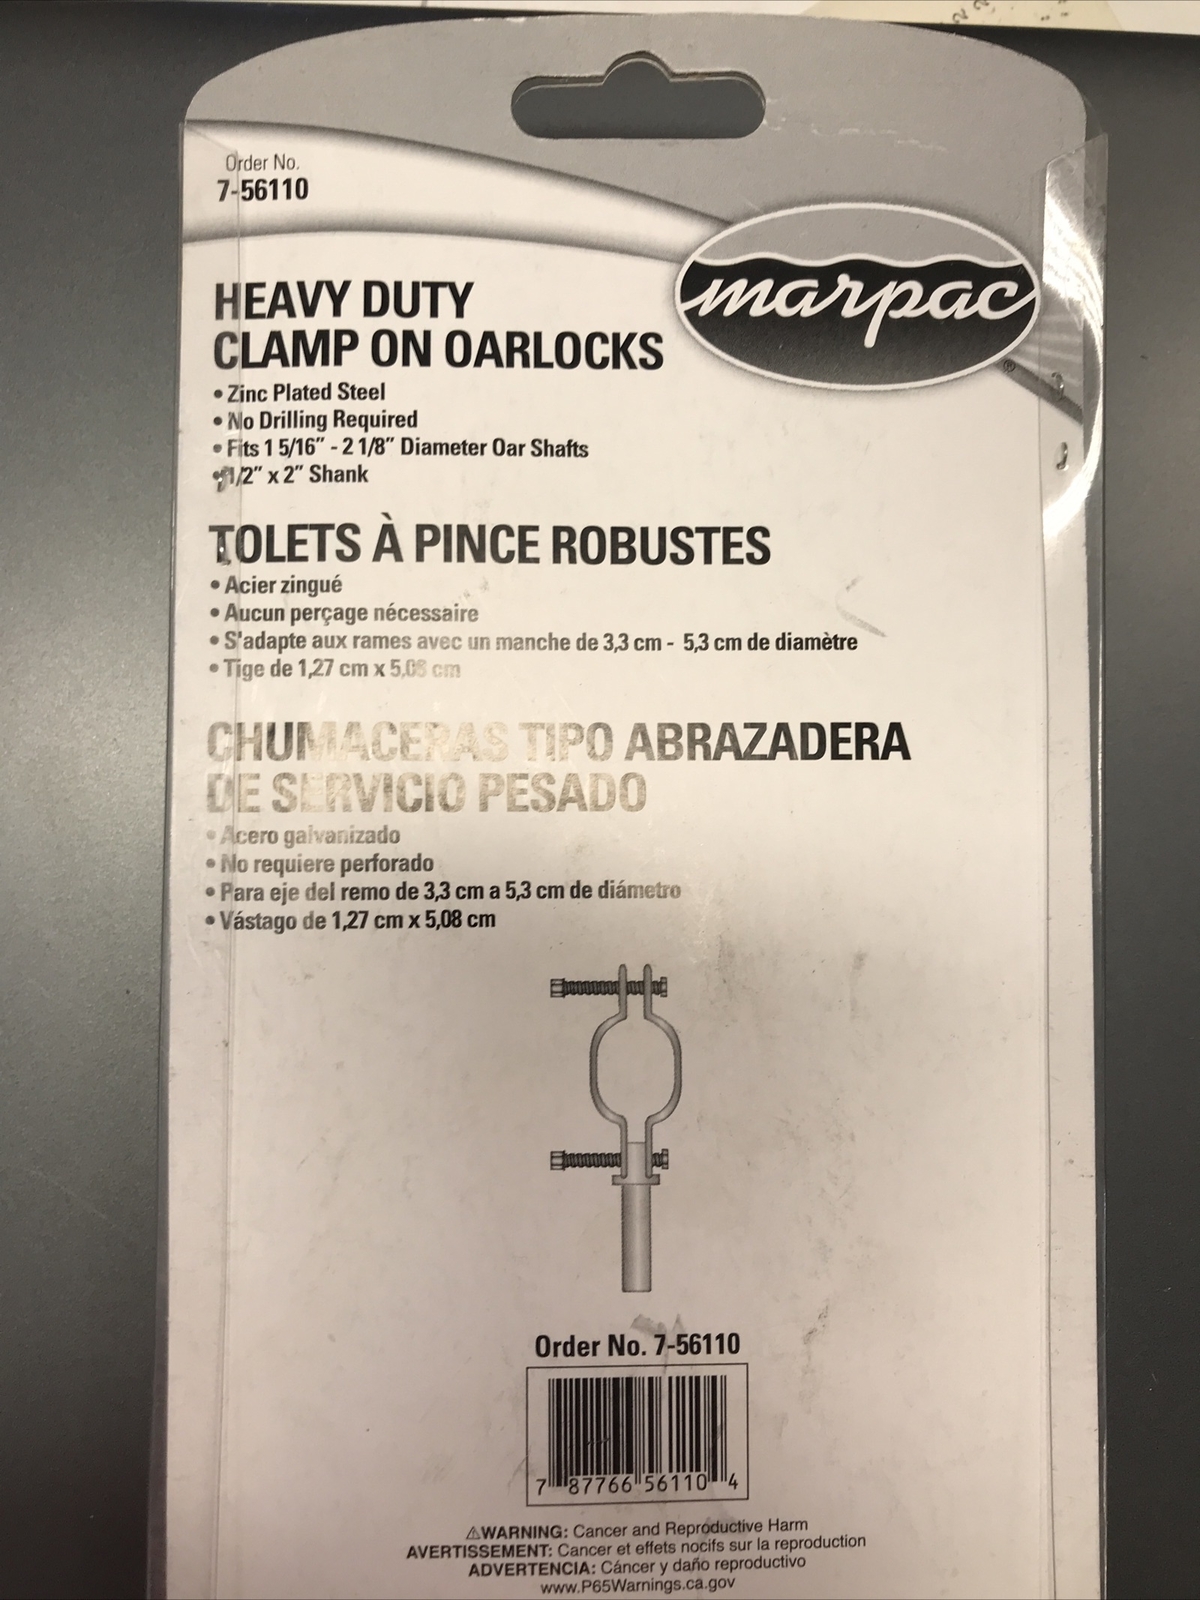 Order No.
7-56110
marpac®
HEAVY DUTY
CLAMP ON OARLOCKS
• Zinc Plated Steel
• No Drilling Required
• Fits 1 5/16" - 2 1/8" Diameter Oar Shafts
• 1/2" x 2" Shank
TOLETS À PINCE ROBUSTES
• Acier zingué
• Aucun perçage nécessaire
• S'adapte aux rames avec un manche de 3,3 cm - 5,3 cm de diamètre
• Tige de 1,27 cm x 5,08 cm
CHUMACERAS TIPO ABRAZADERA
DE SERVICIO PESADO
• Acero galvanizado
• No requiere perforado
• Para eje del remo de 3,3 cm a 5,3 cm de diámetro
• Vástago de 1,27 cm x 5,08 cm
Order No. 7-56110
7 87766 56110 4
⚠WARNING: Cancer and Reproductive Harm
AVERTISSEMENT: Cancer et effets nocifs sur la reproduction
ADVERTENCIA: Cáncer y daño reproductivo
www.P65Warnings.ca.gov